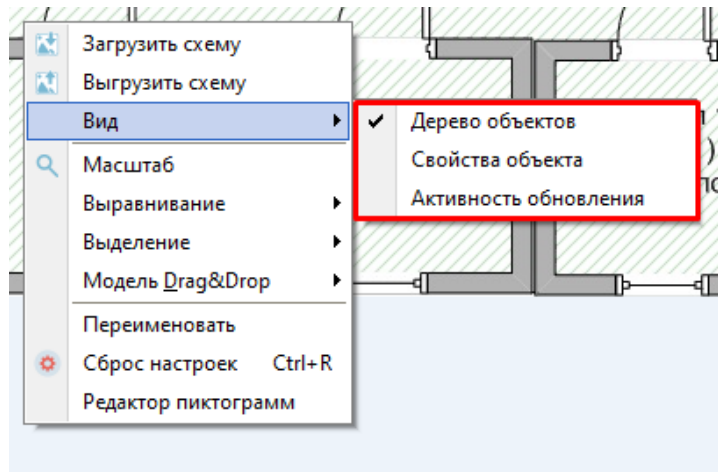 Загрузить схему
Выгрузить схему
Вид
Дерево объектов
Свойства объекта
Активность обновления
Масштаб
Выравнивание
Выделение
Модель Drag&Drop
Переименовать
Сброс настроек Ctrl+R
Редактор пиктограмм